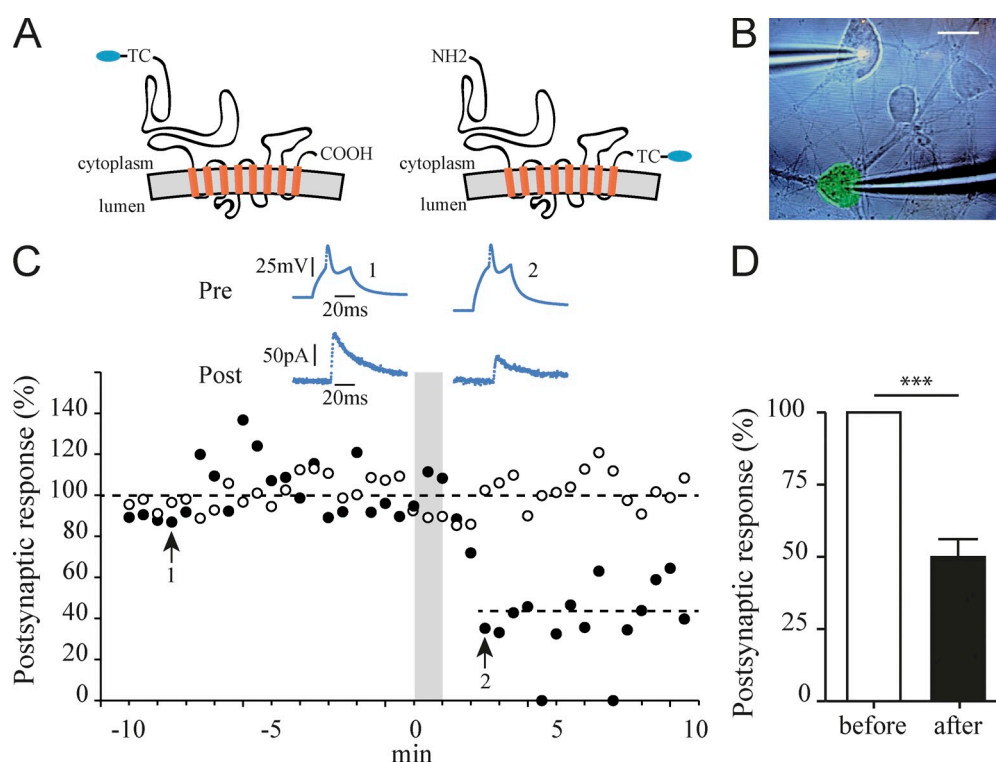 A
TC
cytoplasm
COOH
lumen
NH2
cytoplasm
TC
lumen
B
C
Pre
25mV
1
20ms
2
Post
50pA
20ms
Postsynaptic response (%)
140
120
100
80
60
40
20
0
1
2
-10
-5
0
5
10
min
D
***
Postsynaptic response (%)
100
75
50
25
0
before
after